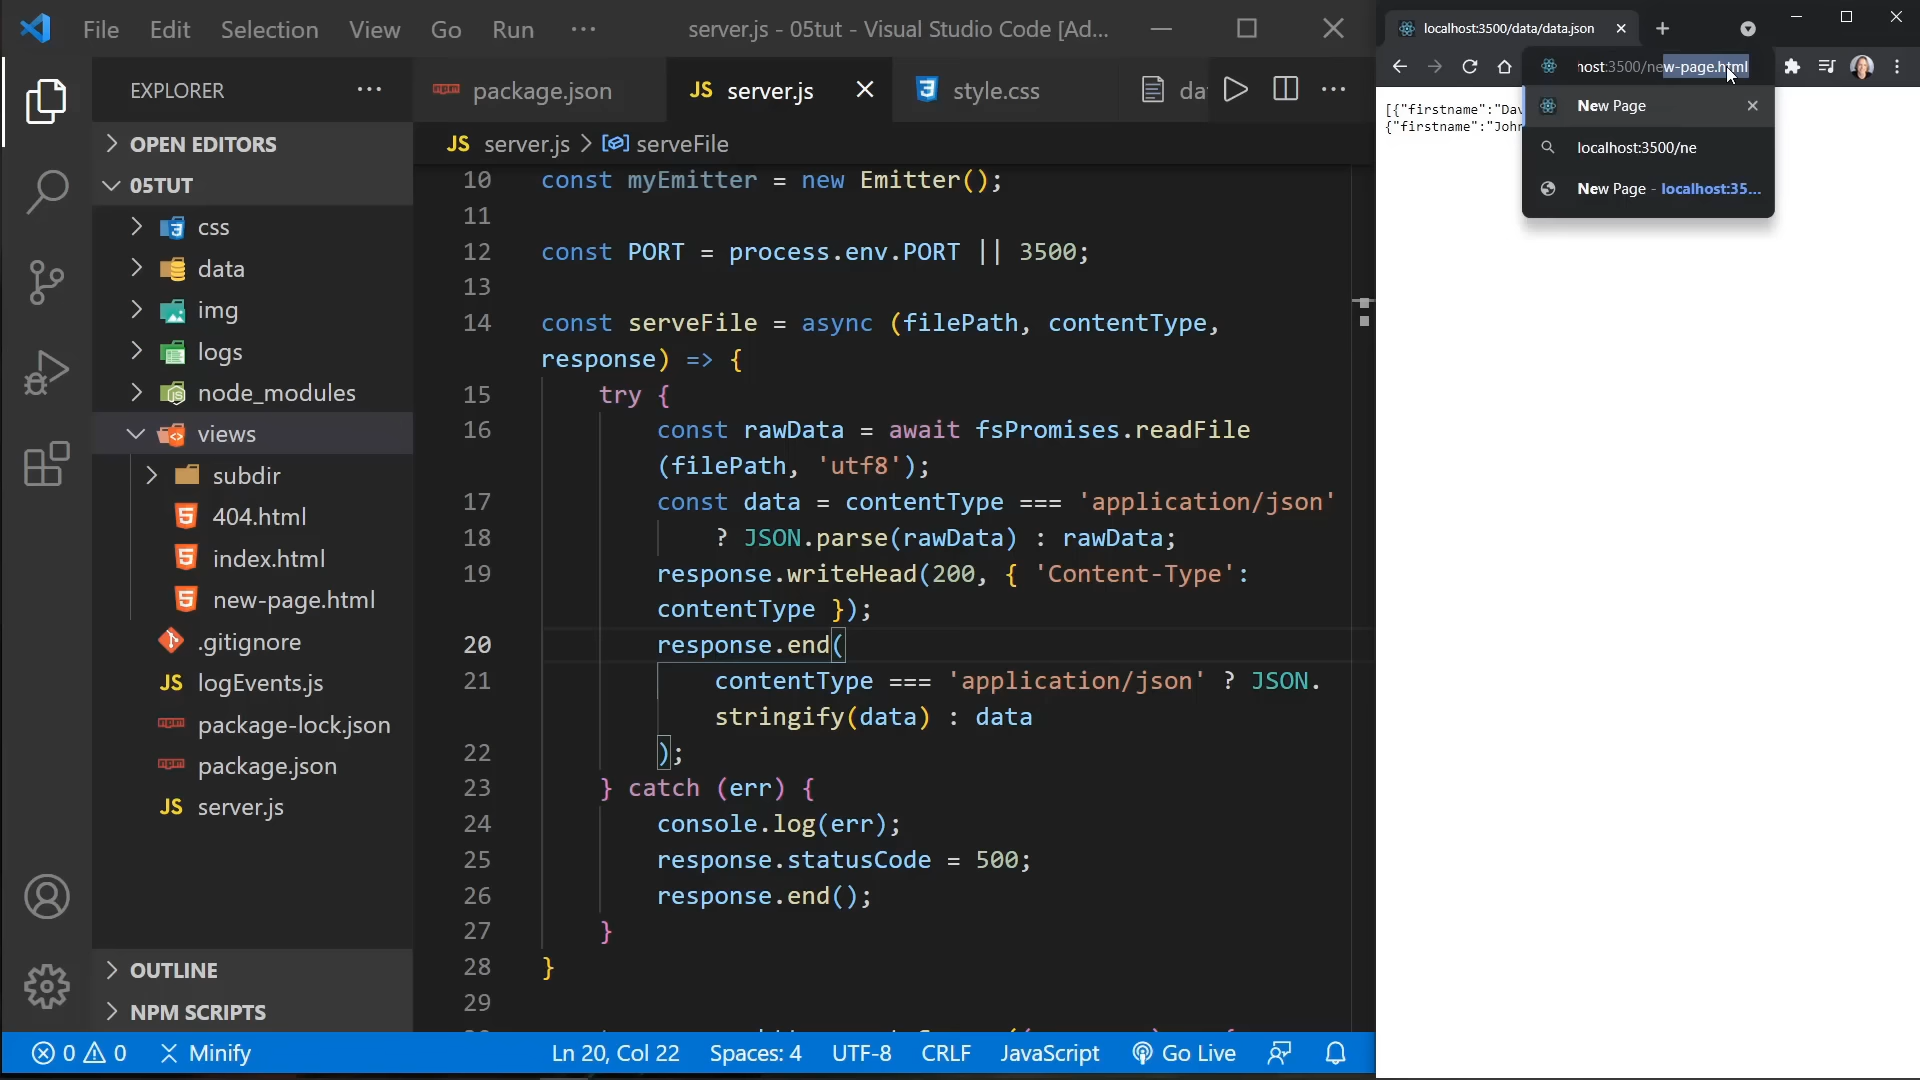 File Edit Selection View Go Run ··· server.js - 05tut - Visual Studio Code [Ad...
EXPLORER ···
OPEN EDITORS
05TUT
css
data
img
logs
node_modules
views
subdir
404.html
index.html
new-page.html
.gitignore
logEvents.js
package-lock.json
package.json
server.js
OUTLINE
NPM SCRIPTS
package.json JS server.js style.css da ···
JS server.js > serveFile
10 const myEmitter = new Emitter();
11
12 const PORT = process.env.PORT || 3500;
13
14 const serveFile = async (filePath, contentType,
response) => {
15 try {
16 const rawData = await fsPromises.readFile
(filePath, 'utf8');
17 const data = contentType === 'application/json'
18 ? JSON.parse(rawData) : rawData;
19 response.writeHead(200, { 'Content-Type':
contentType });
20 response.end(
21 contentType === 'application/json' ? JSON.
stringify(data) : data
22 );
23 } catch (err) {
24 console.log(err);
25 response.statusCode = 500;
26 response.end();
27 }
28 }
29
0 0 Minify Ln 20, Col 22 Spaces: 4 UTF-8 CRLF JavaScript Go Live
localhost:3500/data/data.json
host:3500/new-page.html
New Page
localhost:3500/ne
New Page - localhost:35...
[{"firstname":"Dav
{"firstname":"John